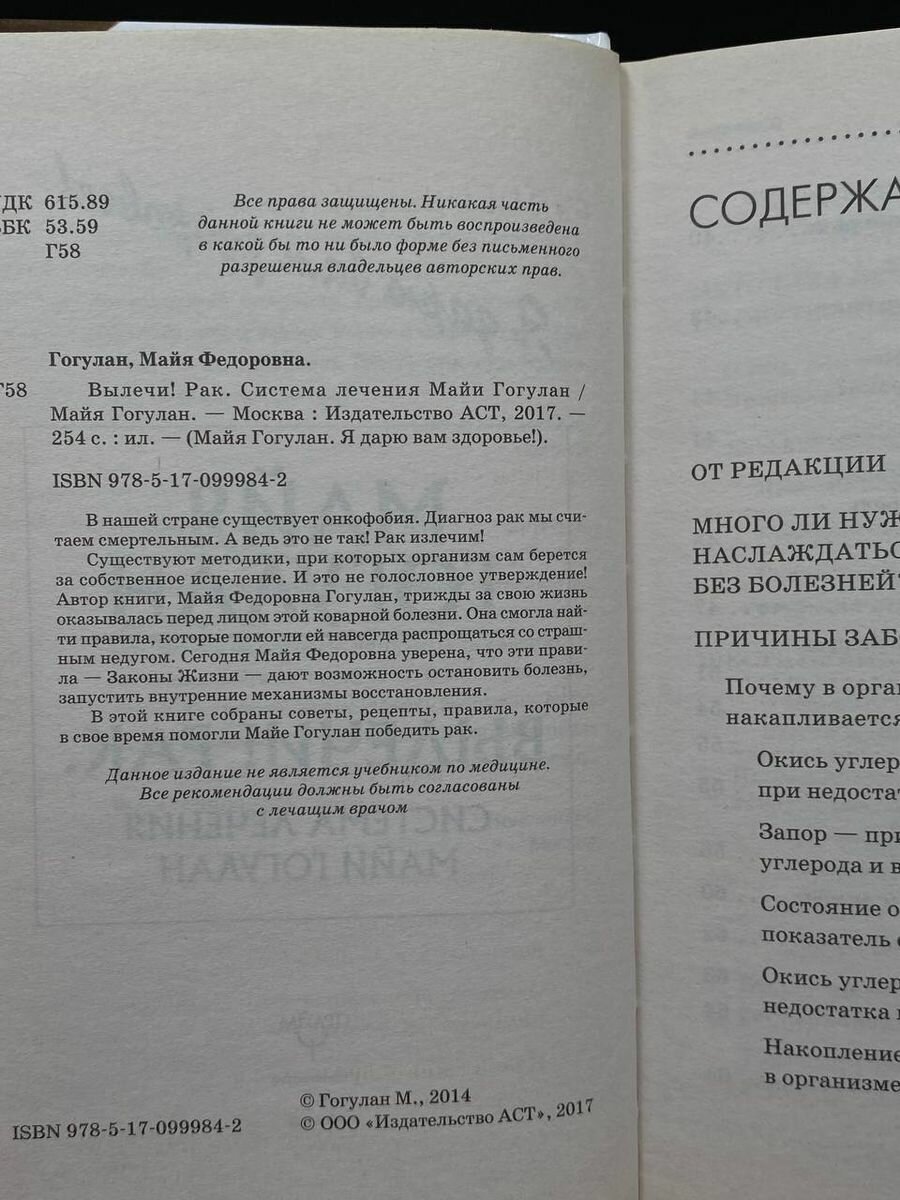 УДК 615.89
ББК 53.59
Г58
Все права защищены. Никакая часть
данной книги не может быть воспроизведена
в какой бы то ни было форме без письменного
разрешения владельцев авторских прав.
Гогулан, Майя Федоровна.
Г58 Вылечи! Рак. Система лечения Майи Гогулан /
Майя Гогулан. — Москва : Издательство АСТ, 2017. —
254 с. : ил. — (Майя Гогулан. Я дарю вам здоровье!).
ISBN 978-5-17-099984-2
В нашей стране существует онкофобия. Диагноз рак мы счи-
таем смертельным. А ведь это не так! Рак излечим!
Существуют методики, при которых организм сам берется
за собственное исцеление. И это не голословное утверждение!
Автор книги, Майя Федоровна Гогулан, трижды за свою жизнь
оказывалась перед лицом этой коварной болезни. Она смогла най-
ти правила, которые помогли ей навсегда распрощаться со страш-
ным недугом. Сегодня Майя Федоровна уверена, что эти прави-
ла — Законы Жизни — дают возможность остановить болезнь,
запустить внутренние механизмы восстановления.
В этой книге собраны советы, рецепты, правила, которые
в свое время помогли Майе Гогулан победить рак.
Данное издание не является учебником по медицине.
Все рекомендации должны быть согласованы
с лечащим врачом
© Гогулан М., 2014
ISBN 978-5-17-099984-2 © ООО «Издательство АСТ», 2017
СОДЕРЖА
ОТ РЕДАКЦИИ
МНОГО ЛИ НУЖ
НАСЛАЖДАТЬС
БЕЗ БОЛЕЗНЕЙ?
ПРИЧИНЫ ЗАБО
Почему в орган
накапливается
Окись углер
при недостат
Запор — при
углерода и в
Состояние о
показатель
Окись углер
недостатка
Накопление
в организме